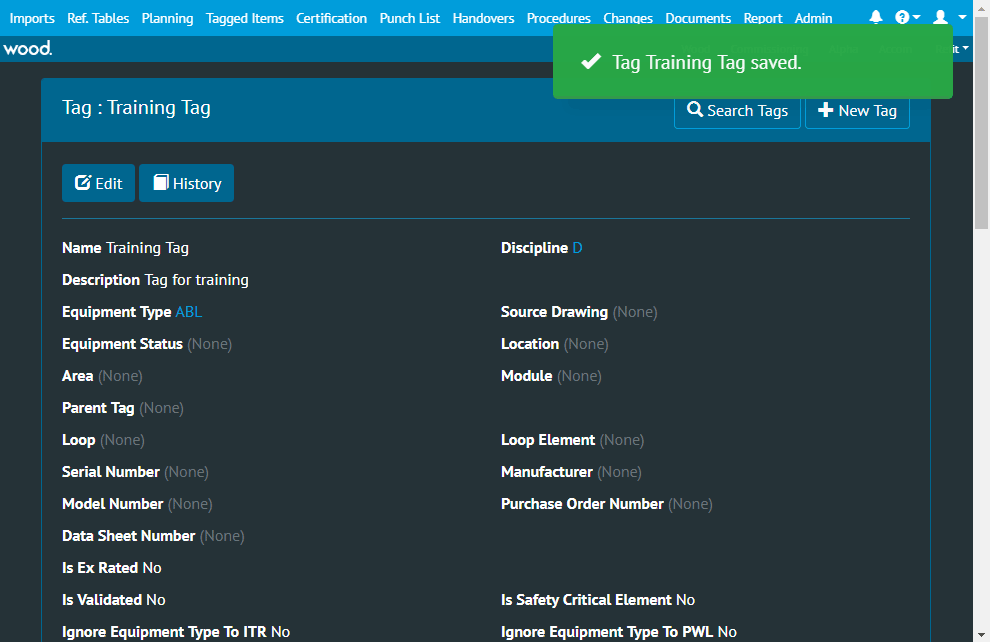 Imports Ref. Tables Planning Tagged Items Certification Punch List Handovers Procedures Changes Documents Report Admin
wood.
Tag Training Tag saved.
Tag : Training Tag
Search Tags New Tag
Edit History
Name Training Tag Discipline D
Description Tag for training
Equipment Type ABL Source Drawing (None)
Equipment Status (None) Location (None)
Area (None) Module (None)
Parent Tag (None)
Loop (None) Loop Element (None)
Serial Number (None) Manufacturer (None)
Model Number (None) Purchase Order Number (None)
Data Sheet Number (None)
Is Ex Rated No
Is Validated No Is Safety Critical Element No
Ignore Equipment Type To ITR No Ignore Equipment Type To PWL No